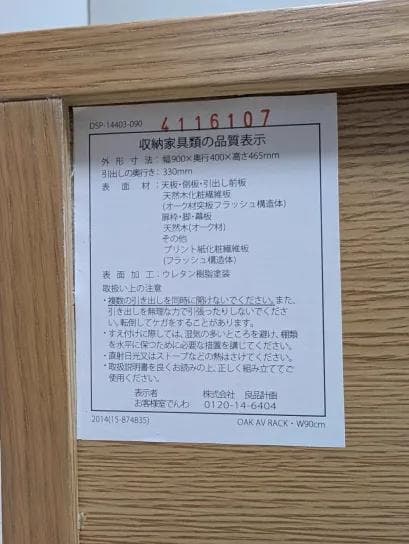 DSP-14403-090
4116107
収納家具類の品質表示
外形寸法：幅900×奥行400×高さ465mm
引出しの奥行き：330mm
表面材：天板・側板・引出し前板
天然木化粧繊維板
(オーク材突板フラッシュ構造体)
扉枠・脚・幕板
天然木(オーク材)
その他
プリント紙化粧繊維板
(フラッシュ構造体)
表面加工：ウレタン樹脂塗装
取扱い上の注意
・複数の引き出しを同時に開けないでください。また、
引き出しを無理な力で引張ったりしないでくださ
い。転倒してケガをすることがあります。
・すえ付けに際しては、湿気の多いところを避け、棚類
を水平に保つために必要な措置を講じてください。
・直射日光又はストーブなどの熱はさけてください。
・取扱説明書を良くお読みの上、正しく組み立ててご
使用ください。
表示者 株式会社 良品計画
お客様室でんわ 0120-14-6404
2014(15-874835) OAK AV RACK・W90cm